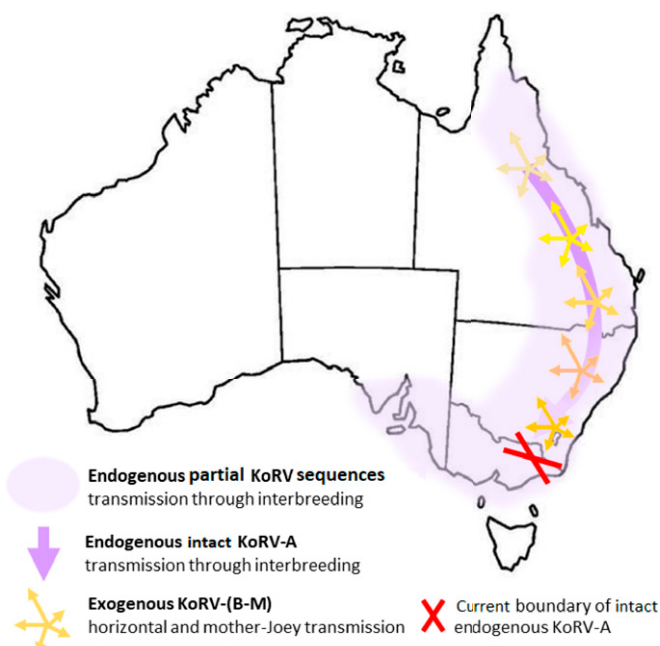 Endogenous partial KoRV sequences
transmission through interbreeding
Endogenous intact KoRV-A
transmission through interbreeding
Exogenous KoRV-(B-M)
horizontal and mother-Joey transmission
Current boundary of intact
endogenous KoRV-A